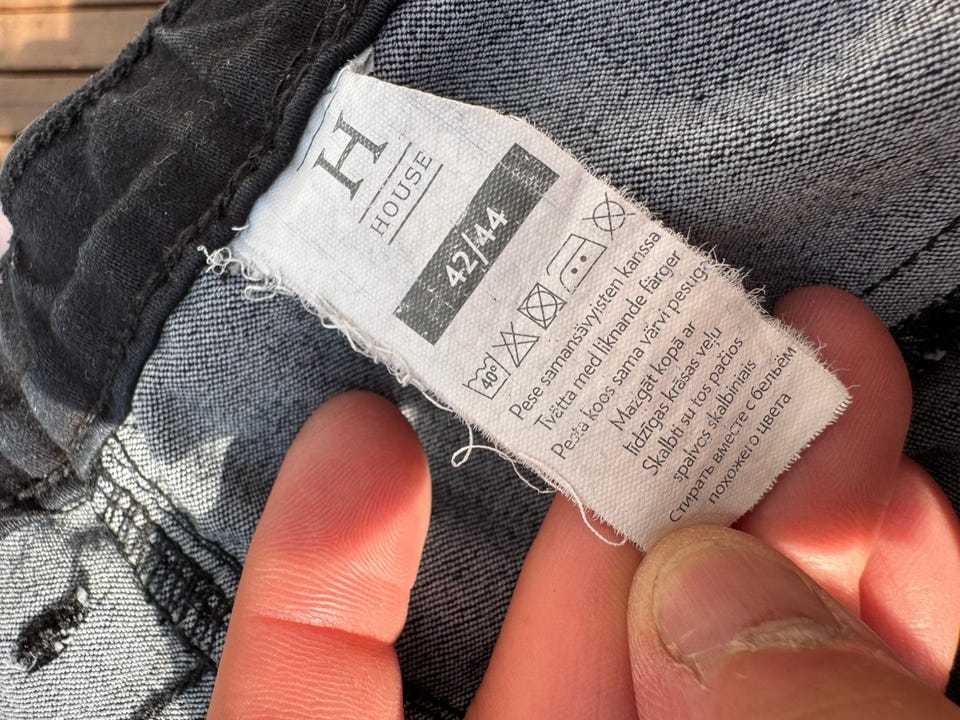 H
HOUSE
42/44
40°
Pese samansävyisten kanssa
Tvätta med liknande färger
Pesta koos sama värvi pesuga
Mazgāt kopā ar
līdzīgas krāsas veļu
Skalbti su tos pačios
spalvos skalbiniais
Стирать вместе с бельём
похожего цвета